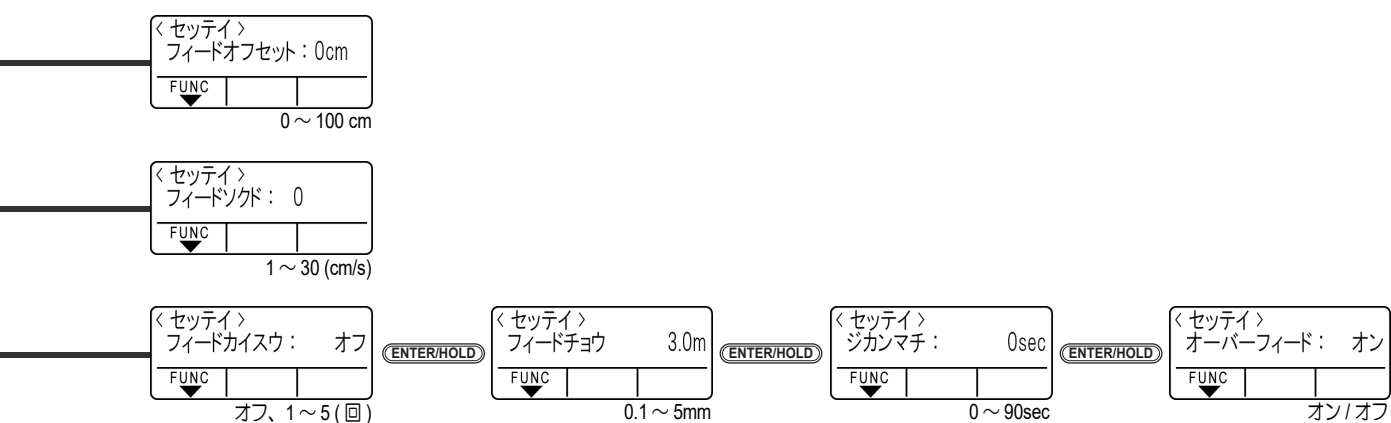 〈 セッテイ 〉
フィードオフセット : 0cm
FUNC
0 ～ 100 cm
〈 セッテイ 〉
フィードソクド : 0
FUNC
1 ～ 30 (cm/s)
〈 セッテイ 〉
フィードカイスウ : オフ
FUNC
オフ、1 ～ 5 ( 回 )
ENTER/HOLD
〈 セッテイ 〉
フィードチョウ 3.0m
FUNC
0.1 ～ 5mm
ENTER/HOLD
〈 セッテイ 〉
ジカンマチ : 0sec
FUNC
0 ～ 90sec
ENTER/HOLD
〈 セッテイ 〉
オーバーフィード : オン
FUNC
オン / オフ